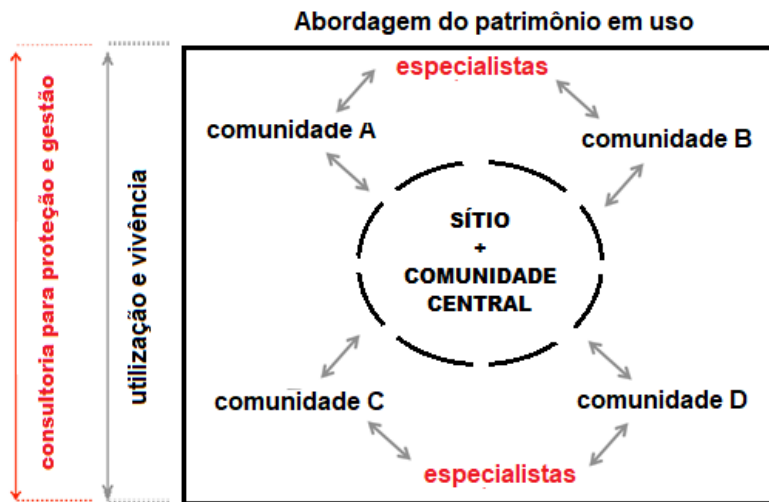 Abordagem do patrimônio em uso
consultoria para proteção e gestão
utilização e vivência
especialistas
comunidade A
comunidade B
SÍTIO
+
COMUNIDADE
CENTRAL
comunidade C
comunidade D
especialistas